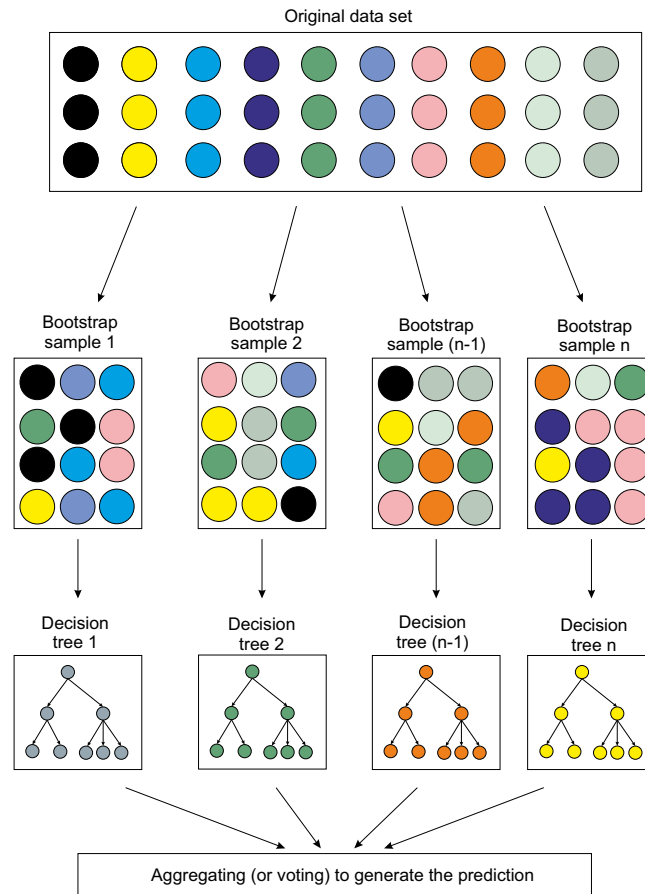 Original data set
Bootstrap
sample 1
Bootstrap
sample 2
Bootstrap
sample (n-1)
Bootstrap
sample n
Decision
tree 1
Decision
tree 2
Decision
tree (n-1)
Decision
tree n
Aggregating (or voting) to generate the prediction